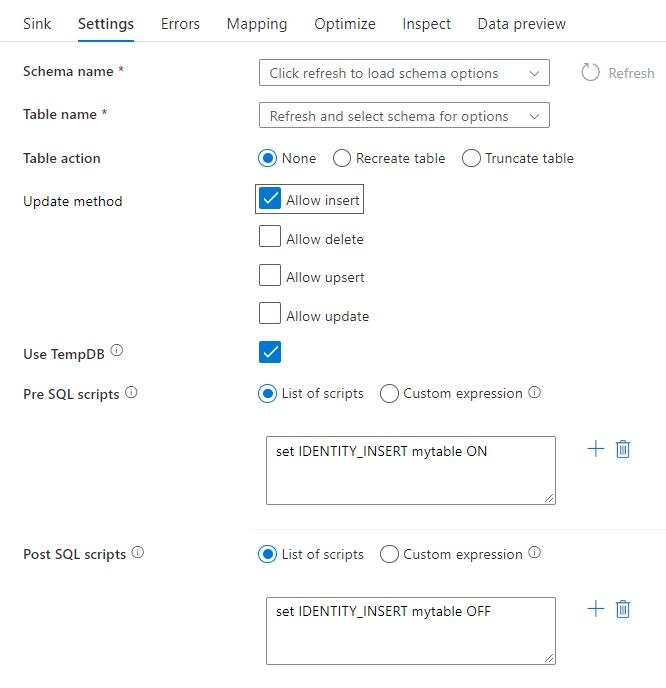 Sink Settings Errors Mapping Optimize Inspect Data preview
Schema name * Click refresh to load schema options Refresh
Table name * Refresh and select schema for options
Table action None Recreate table Truncate table
Update method Allow insert
Allow delete
Allow upsert
Allow update
Use TempDB
Pre SQL scripts List of scripts Custom expression
set IDENTITY_INSERT mytable ON
Post SQL scripts List of scripts Custom expression
set IDENTITY_INSERT mytable OFF